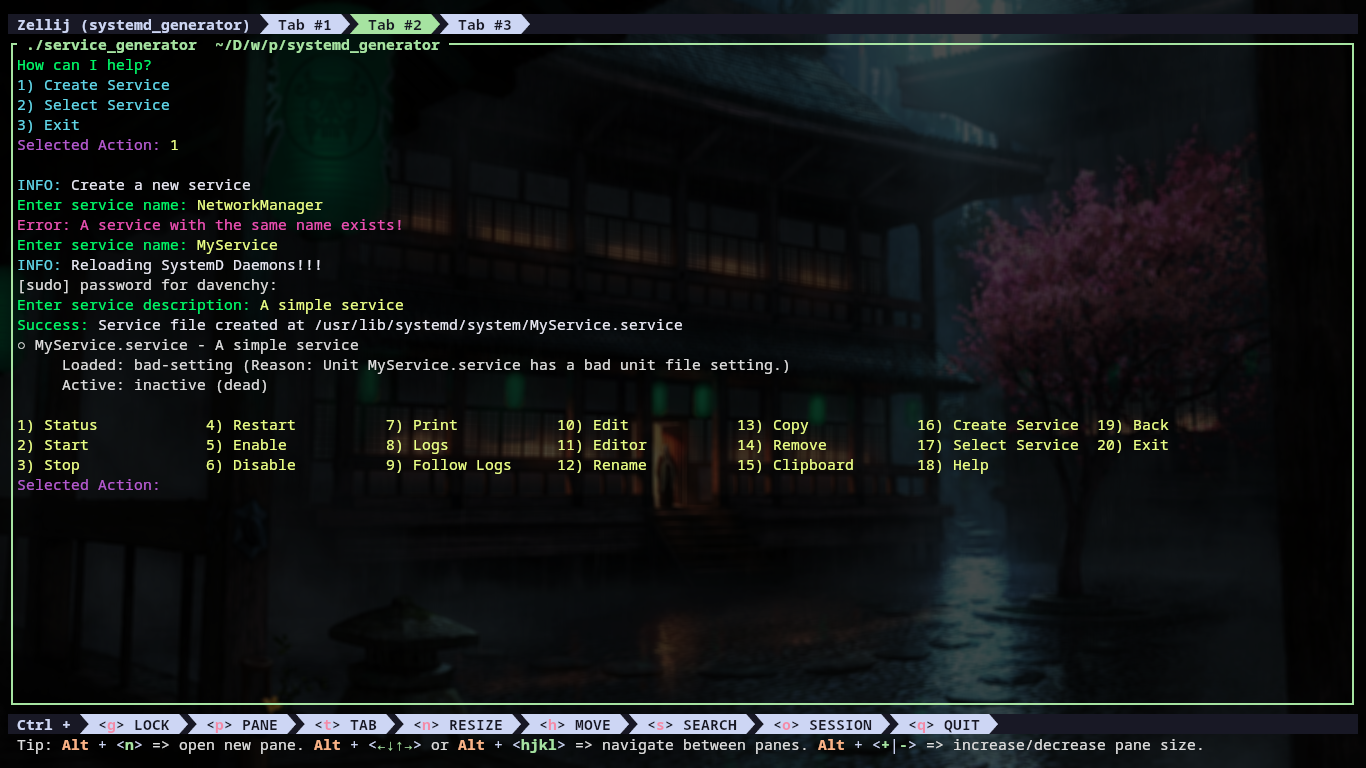 Zellij (systemd_generator) Tab #1 Tab #2 Tab #3
./service_generator ~/D/w/p/systemd_generator
How can I help?
1) Create Service
2) Select Service
3) Exit
Selected Action: 1
INFO: Create a new service
Enter service name: NetworkManager
Error: A service with the same name exists!
Enter service name: MyService
INFO: Reloading SystemD Daemons!!!
[sudo] password for davenchy:
Enter service description: A simple service
Success: Service file created at /usr/lib/systemd/system/MyService.service
○ MyService.service - A simple service
Loaded: bad-setting (Reason: Unit MyService.service has a bad unit file setting.)
Active: inactive (dead)
1) Status 4) Restart 7) Print 10) Edit 13) Copy 16) Create Service 19) Back
2) Start 5) Enable 8) Logs 11) Editor 14) Remove 17) Select Service 20) Exit
3) Stop 6) Disable 9) Follow Logs 12) Rename 15) Clipboard 18) Help
Selected Action:
Ctrl + <g> LOCK <p> PANE <t> TAB <n> RESIZE <h> MOVE <s> SEARCH <o> SESSION <q> QUIT
Tip: Alt + <n> => open new pane. Alt + <←↓↑→> or Alt + <hjkl> => navigate between panes. Alt + <+|-> => increase/decrease pane size.